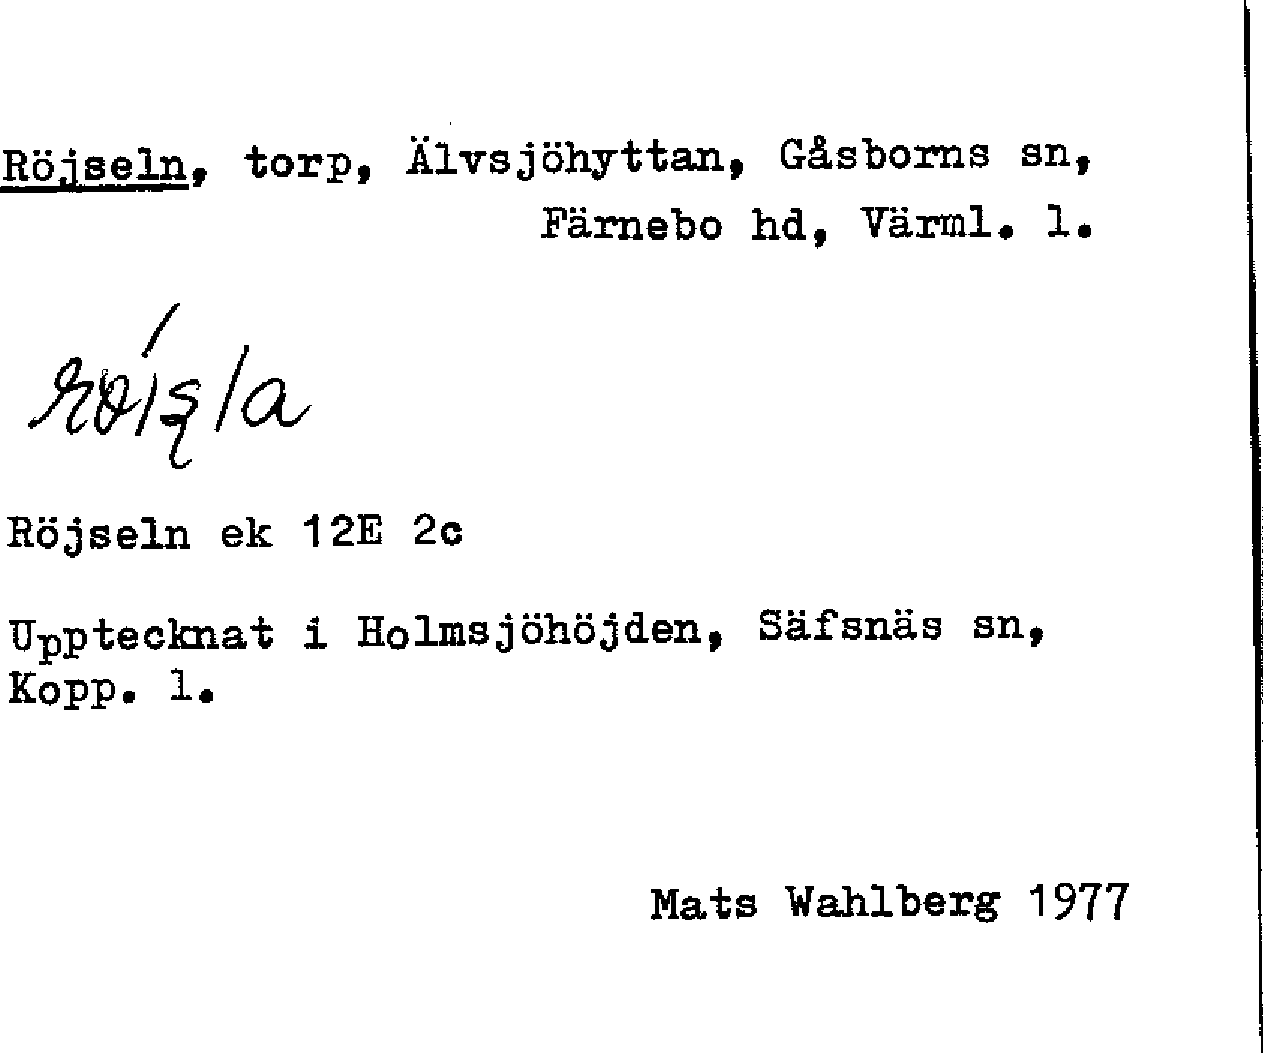 Röjseln, torp, Älvsjöhyttan, Gåsborns sn,
Färnebo hd, Värml. l.
Röjseln ek 12E 2c
Upptecknat i Holmsjöhöjden, Säfsnäs sn,
Kopp. l.
Mats Wahlberg 1977